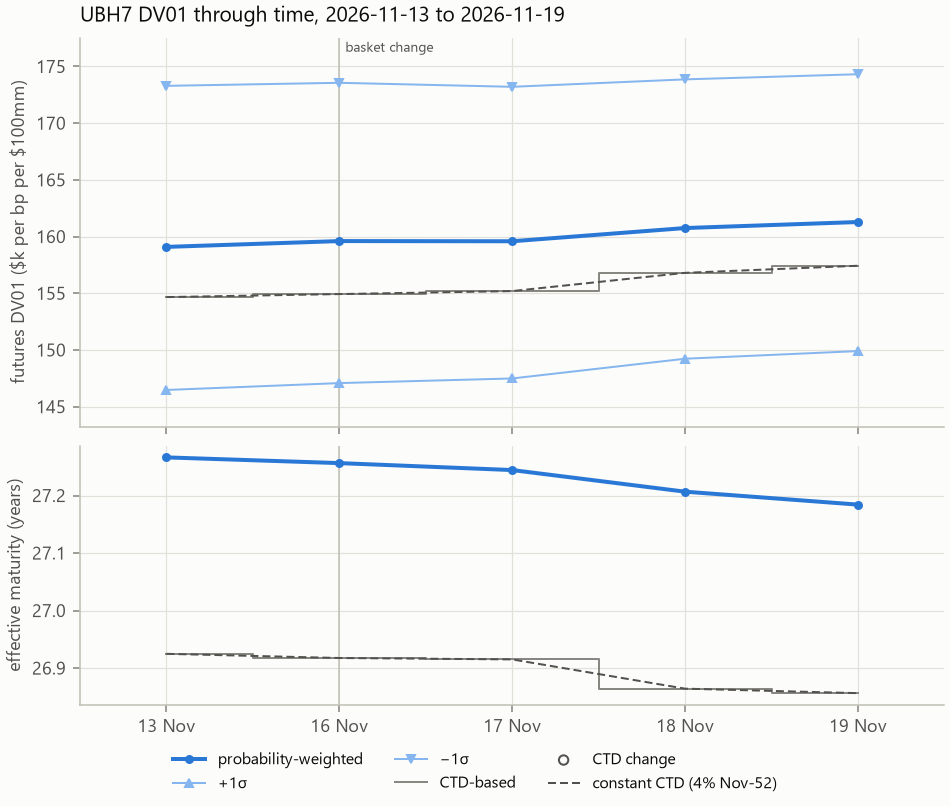 UBH7 DV01 through time, 2026-11-13 to 2026-11-19
basket change
futures DV01 ($k per bp per $100mm)
175
170
165
160
155
150
145
effective maturity (years)
27.2
27.1
27.0
26.9
13 Nov
16 Nov
17 Nov
18 Nov
19 Nov
probability-weighted
−1σ
CTD change
+1σ
CTD-based
constant CTD (4% Nov-52)